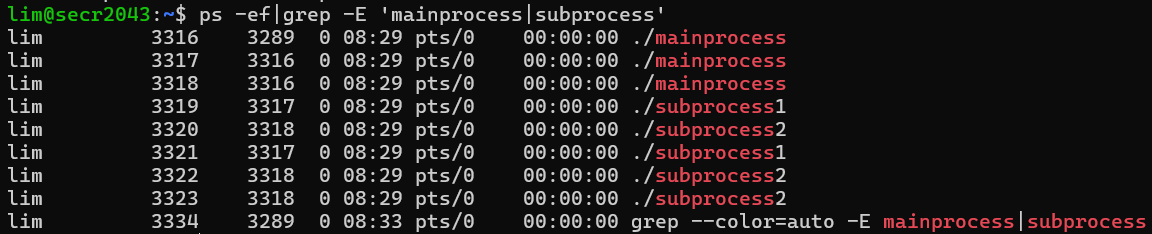 lim@secr2043:~$ ps -ef|grep -E 'mainprocess|subprocess'
lim         3316    3289  0 08:29 pts/0    00:00:00 ./mainprocess
lim         3317    3316  0 08:29 pts/0    00:00:00 ./mainprocess
lim         3318    3316  0 08:29 pts/0    00:00:00 ./mainprocess
lim         3319    3317  0 08:29 pts/0    00:00:00 ./subprocess1
lim         3320    3318  0 08:29 pts/0    00:00:00 ./subprocess2
lim         3321    3317  0 08:29 pts/0    00:00:00 ./subprocess1
lim         3322    3318  0 08:29 pts/0    00:00:00 ./subprocess2
lim         3323    3318  0 08:29 pts/0    00:00:00 ./subprocess2
lim         3334    3289  0 08:33 pts/0    00:00:00 grep --color=auto -E mainprocess|subprocess